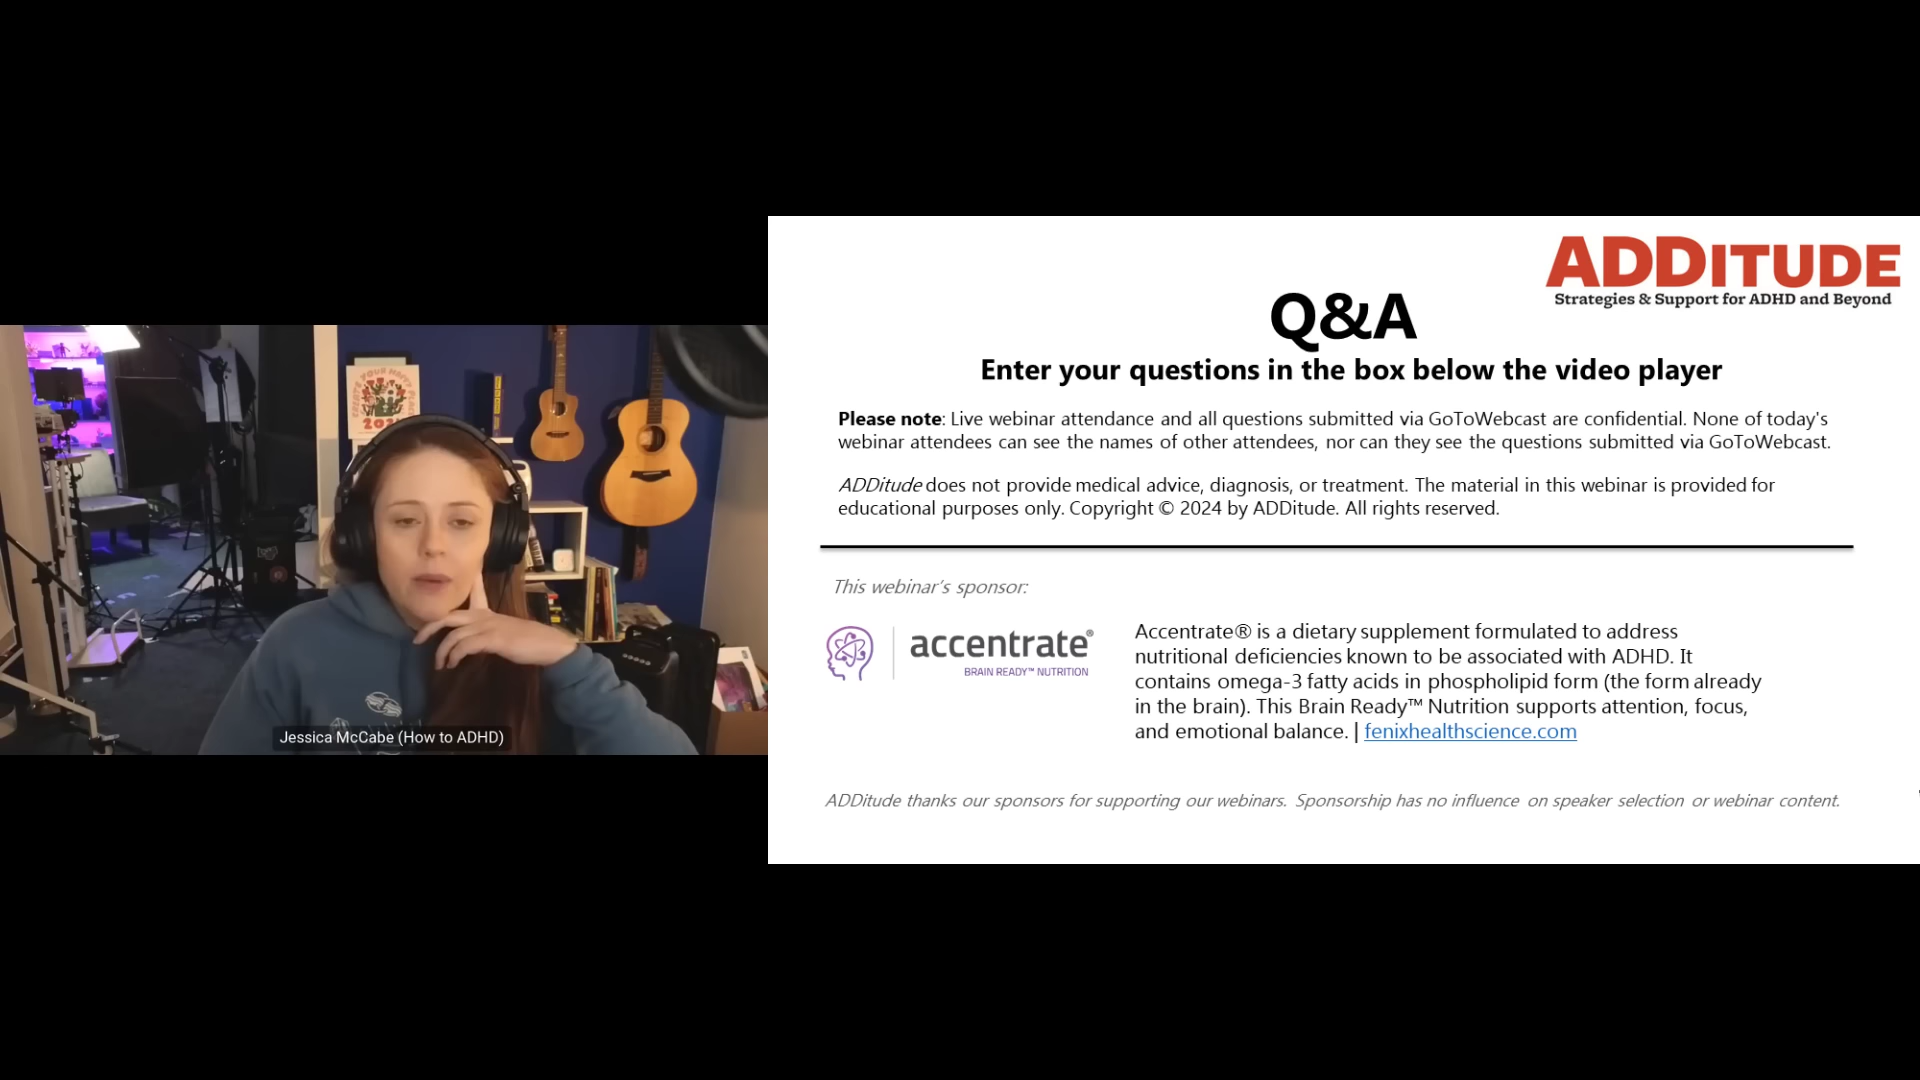 CREATE YOUR HAPPY PLACE
Jessica McCabe (How to ADHD)
ADDITUDE
Strategies & Support for ADHD and Beyond
Q&A
Enter your questions in the box below the video player
Please note: Live webinar attendance and all questions submitted via GoToWebcast are confidential. None of today's
webinar attendees can see the names of other attendees, nor can they see the questions submitted via GoToWebcast.
ADDitude does not provide medical advice, diagnosis, or treatment. The material in this webinar is provided for
educational purposes only. Copyright © 2024 by ADDitude. All rights reserved.
This webinar's sponsor:
accentrate®
BRAIN READY™ NUTRITION
Accentrate® is a dietary supplement formulated to address
nutritional deficiencies known to be associated with ADHD. It
contains omega-3 fatty acids in phospholipid form (the form already
in the brain). This Brain Ready™ Nutrition supports attention, focus,
and emotional balance. | fenixhealthscience.com
ADDitude thanks our sponsors for supporting our webinars. Sponsorship has no influence on speaker selection or webinar content.